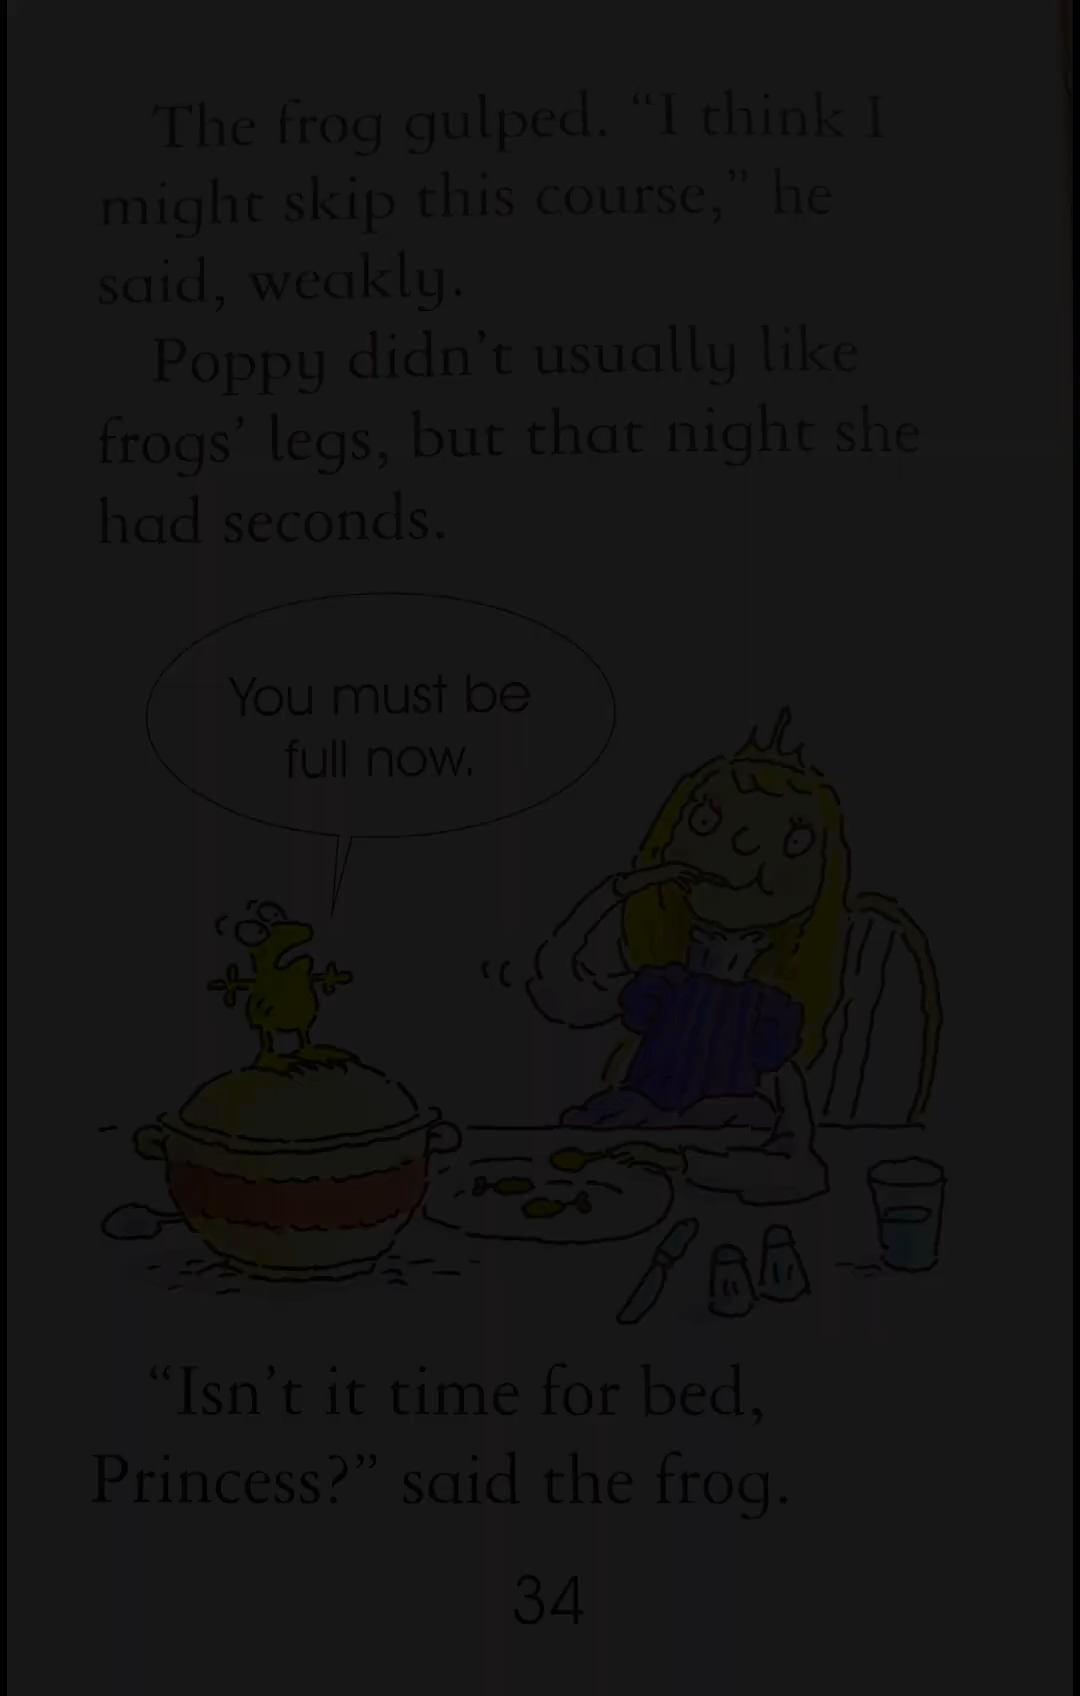 The frog gulped. “I think I
might skip this course,” he
said, weakly.
Poppy didn’t usually like
frogs’ legs, but that night she
had seconds.
You must be
full now.
“Isn’t it time for bed,
Princess?” said the frog.
34